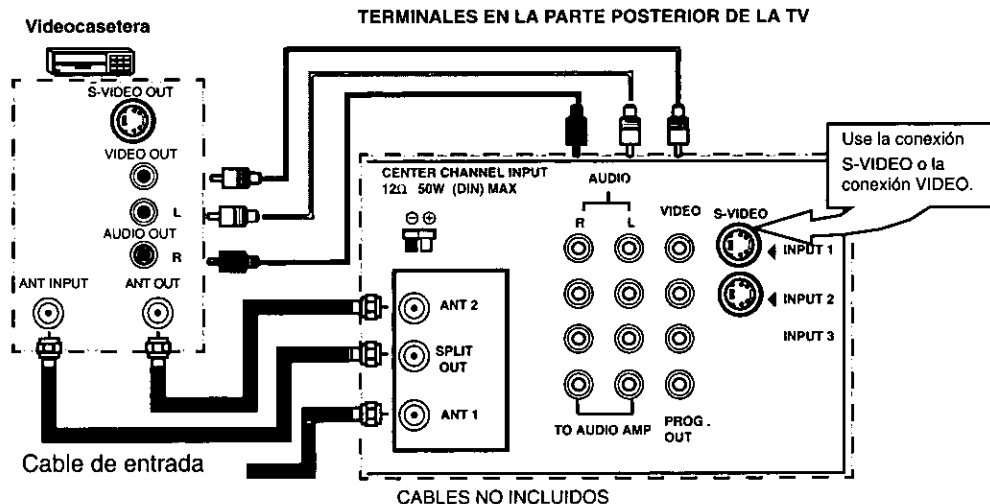 TERMINALES EN LA PARTE POSTERIOR DE LA TV
Videocasetera
S-VIDEO OUT
VIDEO OUT
L
AUDIO OUT
R
ANT INPUT
ANT OUT
CENTER CHANNEL INPUT
12Ω 50W (DIN) MAX
AUDIO
R
L
VIDEO
S-VIDEO
Use la conexión
S-VIDEO o la
conexión VIDEO.
INPUT 1
INPUT 2
INPUT 3
ANT 2
SPLIT
OUT
ANT 1
TO AUDIO AMP
PROG.
OUT
Cable de entrada
CABLES NO INCLUIDOS